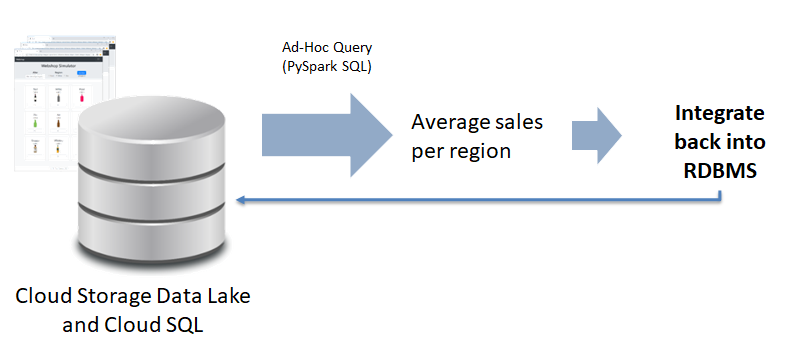 Ad-Hoc Query
(PySpark SQL)
Webshop Simulator
Average sales
per region
Integrate
back into
RDBMS
Cloud Storage Data Lake
and Cloud SQL